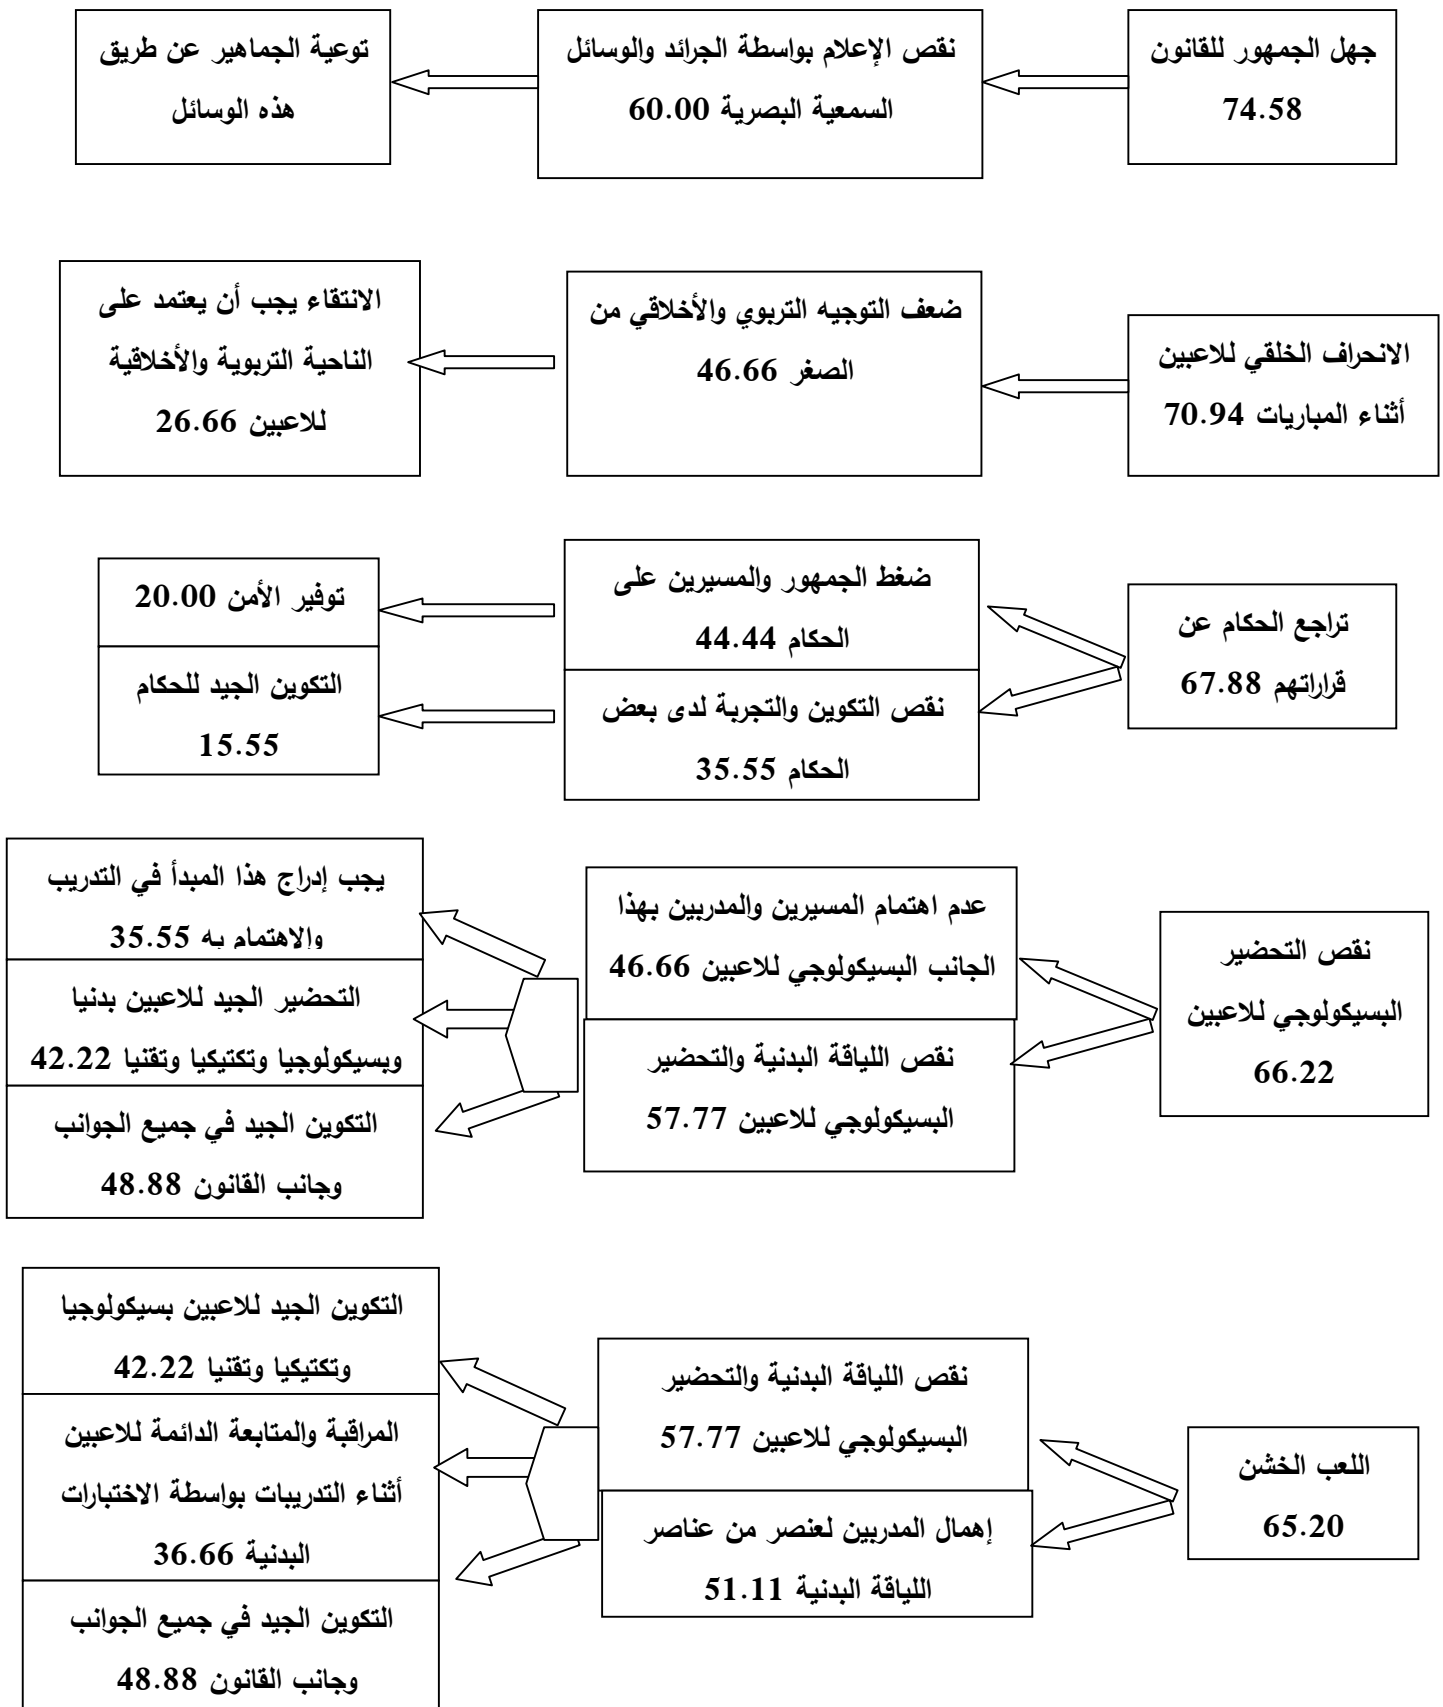 جهل الجمهور للقانون
74.58
نقص الإعلام بواسطة الجرائد والوسائل
السمعية البصرية 60.00
توعية الجماهير عن طريق
هذه الوسائل
الانحراف الخلقي للاعبين
أثناء المباريات 70.94
ضعف التوجيه التربوي والأخلاقي من
الصغر 46.66
الانتقاء يجب أن يعتمد على
الناحية التربوية والأخلاقية
للاعبين 26.66
تراجع الحكام عن
قراراتهم 67.88
ضغط الجمهور والمسيرين على
الحكام 44.44
نقص التكوين والتجربة لدى بعض
الحكام 35.55
توفير الأمن 20.00
التكوين الجيد للحكام
15.55
نقص التحضير
البسيكولوجي للاعبين
66.22
عدم اهتمام المسيرين والمدربين بهذا
الجانب البسيكولوجي للاعبين 46.66
نقص اللياقة البدنية والتحضير
البسيكولوجي للاعبين 57.77
يجب إدراج هذا المبدأ في التدريب
والاهتمام به 35.55
التحضير الجيد للاعبين بدنيا
وبسيكولوجيا وتكتيكيا وتقنيا 42.22
التكوين الجيد في جميع الجوانب
وجانب القانون 48.88
اللعب الخشن
65.20
نقص اللياقة البدنية والتحضير
البسيكولوجي للاعبين 57.77
إهمال المدربين لعنصر من عناصر
اللياقة البدنية 51.11
التكوين الجيد للاعبين بسيكولوجيا
وتكتيكيا وتقنيا 42.22
المراقبة والمتابعة الدائمة للاعبين
أثناء التدريبات بواسطة الاختبارات
البدنية 36.66
التكوين الجيد في جميع الجوانب
وجانب القانون 48.88